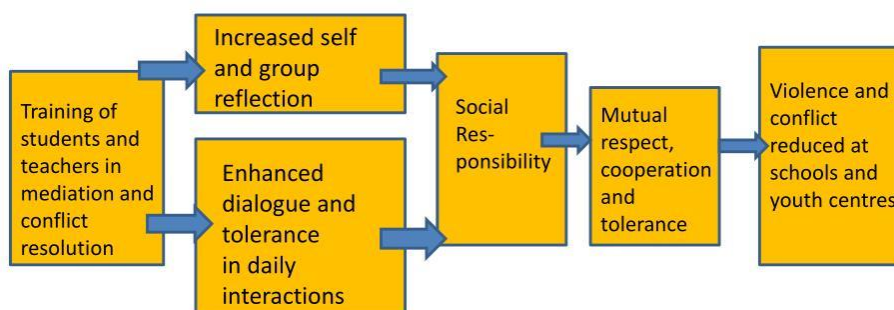 Training of
students and
teachers in
mediation and
conflict
resolution
Increased self
and group
reflection
Enhanced
dialogue and
tolerance
in daily
interactions
Social
Res-
ponsibility
Mutual
respect,
cooperation
and
tolerance
Violence and
conflict
reduced at
schools and
youth centres